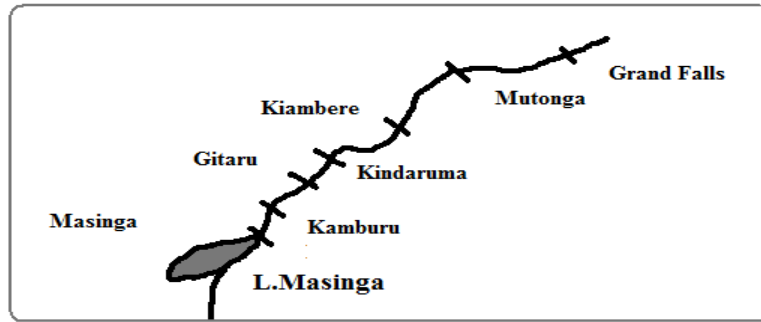 Grand Falls
Mutonga
Kiambere
Gitaru
Kindaruma
Masinga
Kamburu
L.Masinga